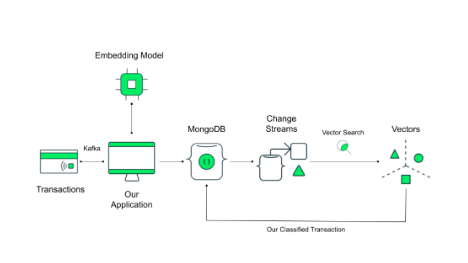 Embedding Model
Kafka
Transactions
Our
Application
MongoDB
Change
Streams
Vector Search
Vectors
Our Classified Transaction